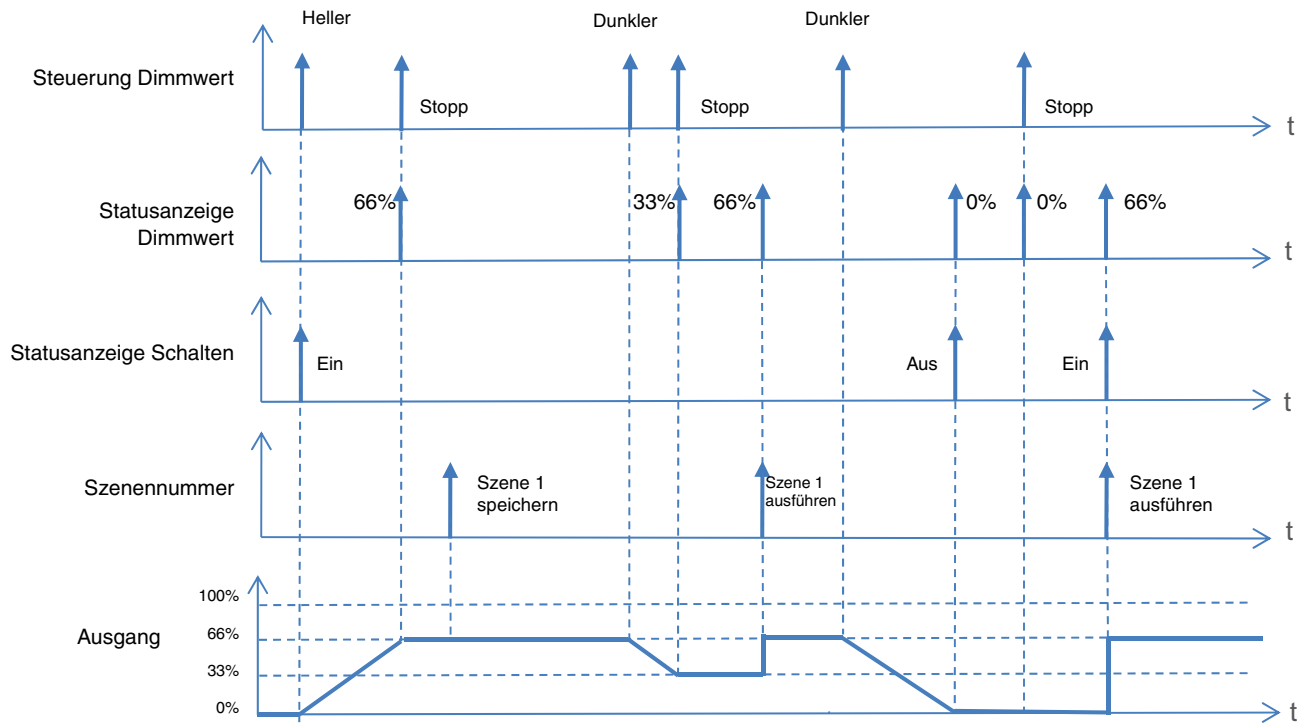 Heller
Dunkler
Dunkler
Steuerung Dimmwert
Stopp
Stopp
Stopp
t
Statusanzeige
Dimmwert
66%
33%
66%
0%
0%
66%
t
Statusanzeige Schalten
Ein
Aus
Ein
t
Szenennummer
Szene 1
speichern
Szene 1
ausführen
Szene 1
ausführen
t
Ausgang
100%
66%
33%
0%
t